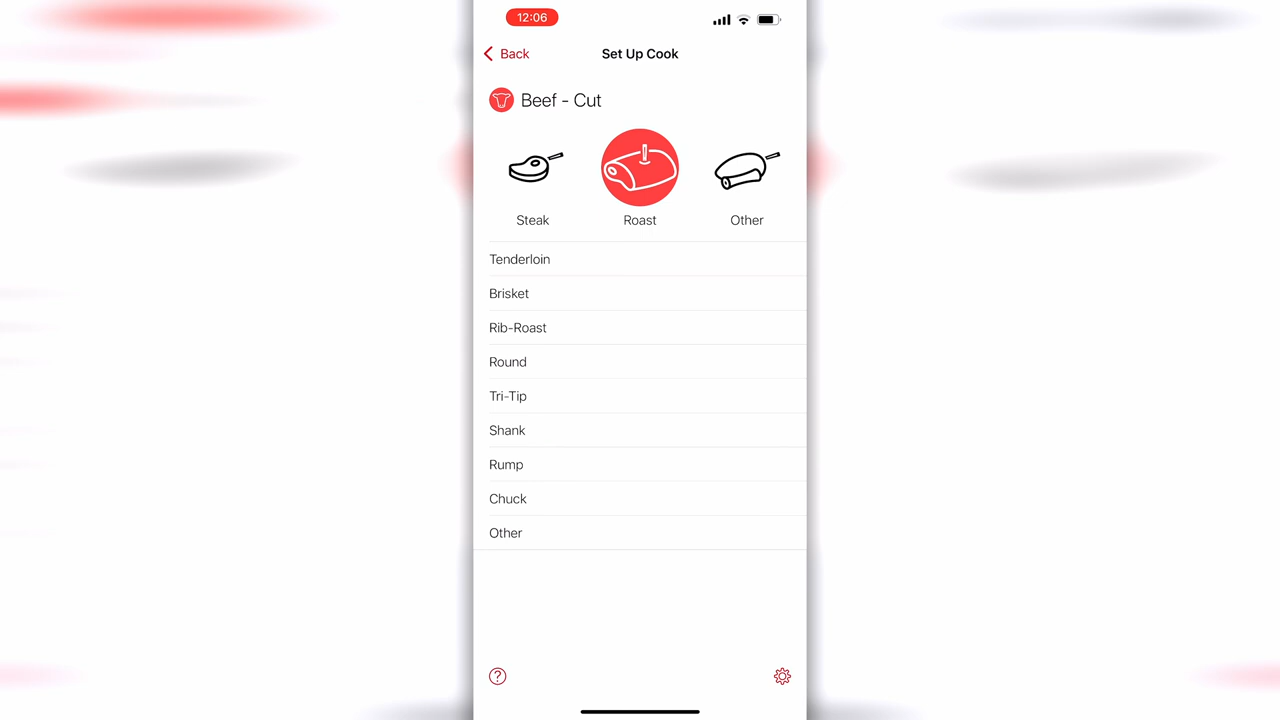 12:06
Back
Set Up Cook
Beef - Cut
Steak
Roast
Other
Tenderloin
Brisket
Rib-Roast
Round
Tri-Tip
Shank
Rump
Chuck
Other
?